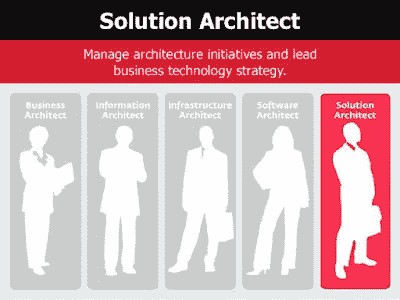 Solution Architect
Manage architecture initiatives and lead
business technology strategy.
Business
Architect
Information
Architect
Infrastructure
Architect
Software
Architect
Solution
Architect